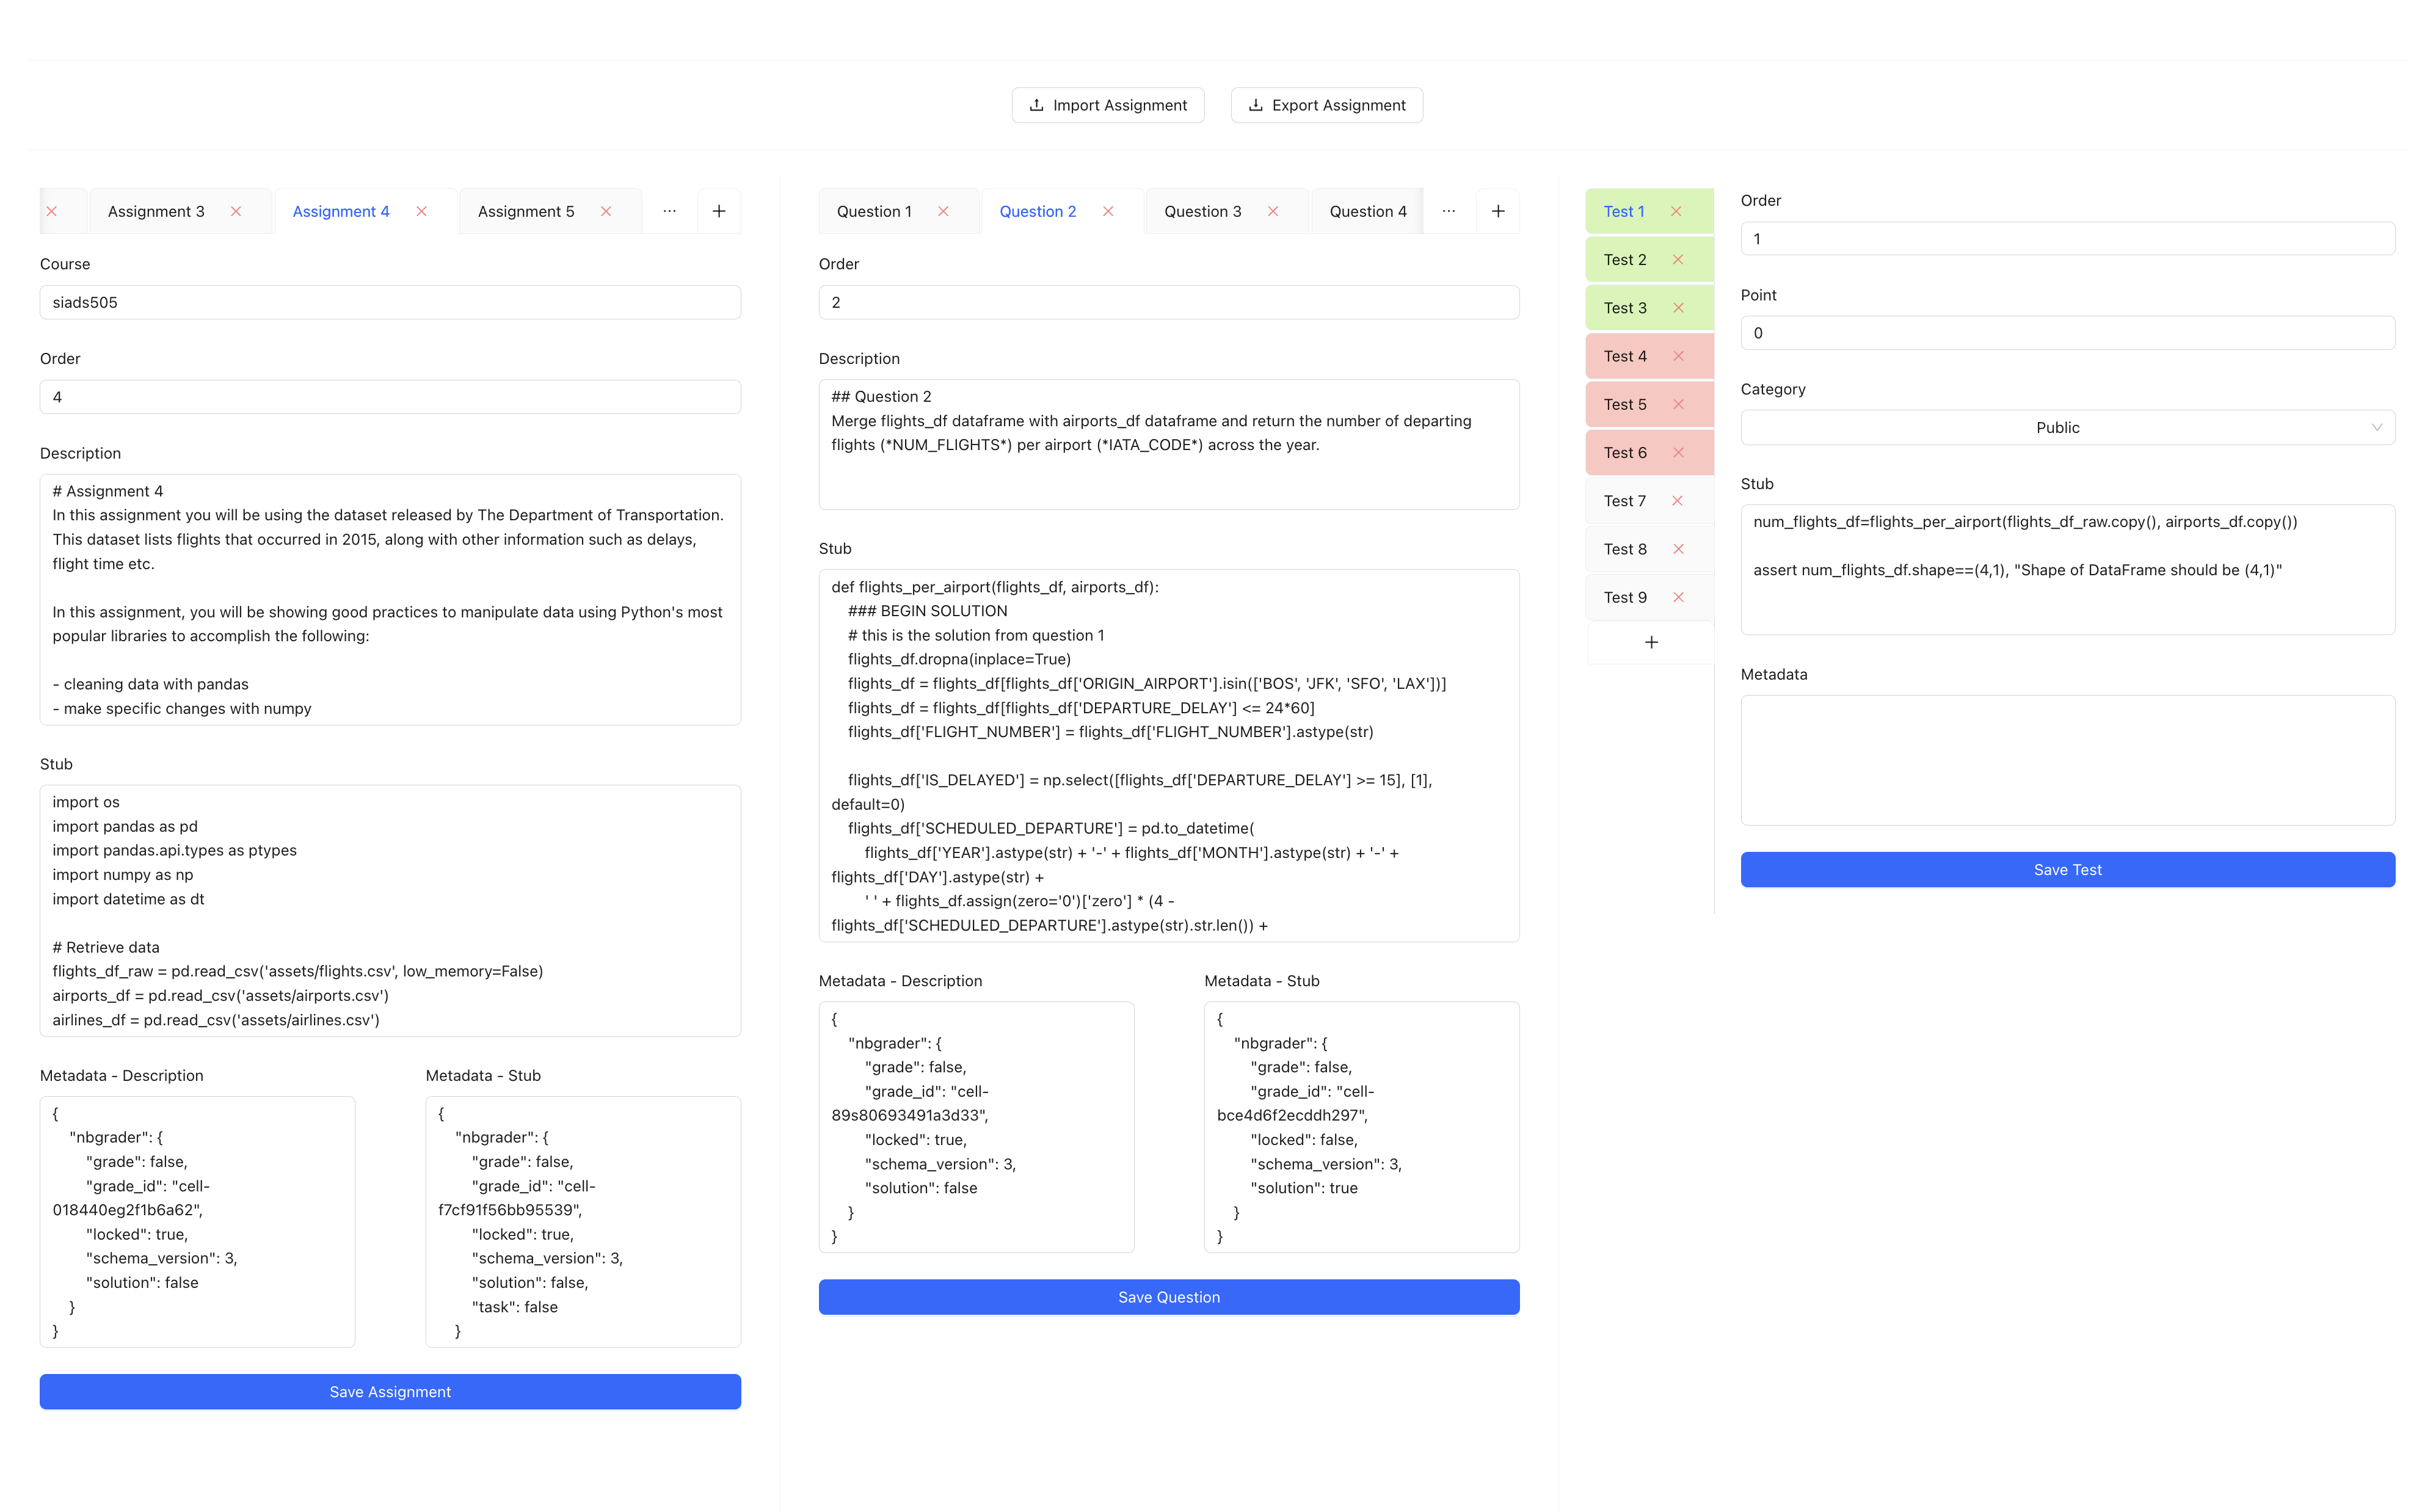 Import Assignment
Export Assignment
Assignment 3
Assignment 4
Assignment 5
...
Course
siads505
Order
4
Description
# Assignment 4
In this assignment you will be using the dataset released by The Department of Transportation.
This dataset lists flights that occurred in 2015, along with other information such as delays,
flight time etc.
In this assignment, you will be showing good practices to manipulate data using Python's most
popular libraries to accomplish the following:
- cleaning data with pandas
- make specific changes with numpy
Stub
import os
import pandas as pd
import pandas.api.types as ptypes
import numpy as np
import datetime as dt
# Retrieve data
flights_df_raw = pd.read_csv('assets/flights.csv', low_memory=False)
airports_df = pd.read_csv('assets/airports.csv')
airlines_df = pd.read_csv('assets/airlines.csv')
Metadata - Description
{
"nbgrader": {
"grade": false,
"grade_id": "cell-
018440eg2f1b6a62",
"locked": true,
"schema_version": 3,
"solution": false
}
}
Metadata - Stub
{
"nbgrader": {
"grade": false,
"grade_id": "cell-
f7cf91f56bb95539",
"locked": true,
"schema_version": 3,
"solution": false,
"task": false
}
Save Assignment
Question 1
Question 2
Question 3
Question 4
...
Order
2
Description
## Question 2
Merge flights_df dataframe with airports_df dataframe and return the number of departing
flights (*NUM_FLIGHTS*) per airport (*IATA_CODE*) across the year.
Stub
def flights_per_airport(flights_df, airports_df):
### BEGIN SOLUTION
# this is the solution from question 1
flights_df.dropna(inplace=True)
flights_df = flights_df[flights_df['ORIGIN_AIRPORT'].isin(['BOS', 'JFK', 'SFO', 'LAX'])]
flights_df = flights_df[flights_df['DEPARTURE_DELAY'] <= 24*60]
flights_df['FLIGHT_NUMBER'] = flights_df['FLIGHT_NUMBER'].astype(str)
flights_df['IS_DELAYED'] = np.select([flights_df['DEPARTURE_DELAY'] >= 15], [1],
default=0)
flights_df['SCHEDULED_DEPARTURE'] = pd.to_datetime(
flights_df['YEAR'].astype(str) + '-' + flights_df['MONTH'].astype(str) + '-' +
flights_df['DAY'].astype(str) +
' ' + flights_df.assign(zero='0')['zero'] * (4 -
flights_df['SCHEDULED_DEPARTURE'].astype(str).str.len()) +
Metadata - Description
{
"nbgrader": {
"grade": false,
"grade_id": "cell-
89s80693491a3d33",
"locked": true,
"schema_version": 3,
"solution": false
}
}
Metadata - Stub
{
"nbgrader": {
"grade": false,
"grade_id": "cell-
bce4d6f2ecddh297",
"locked": false,
"schema_version": 3,
"solution": true
}
}
Save Question
Test 1
Test 2
Test 3
Test 4
Test 5
Test 6
Test 7
Test 8
Test 9
Order
1
Point
0
Category
Public
Stub
num_flights_df=flights_per_airport(flights_df_raw.copy(), airports_df.copy())
assert num_flights_df.shape==(4,1), "Shape of DataFrame should be (4,1)"
Metadata
Save Test